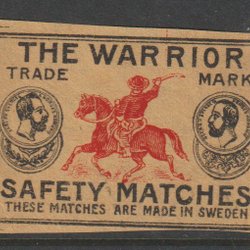 THE WARRIOR
TRADE MARK
SAFETY MATCHES
THESE MATCHES ARE MADE IN SWEDEN